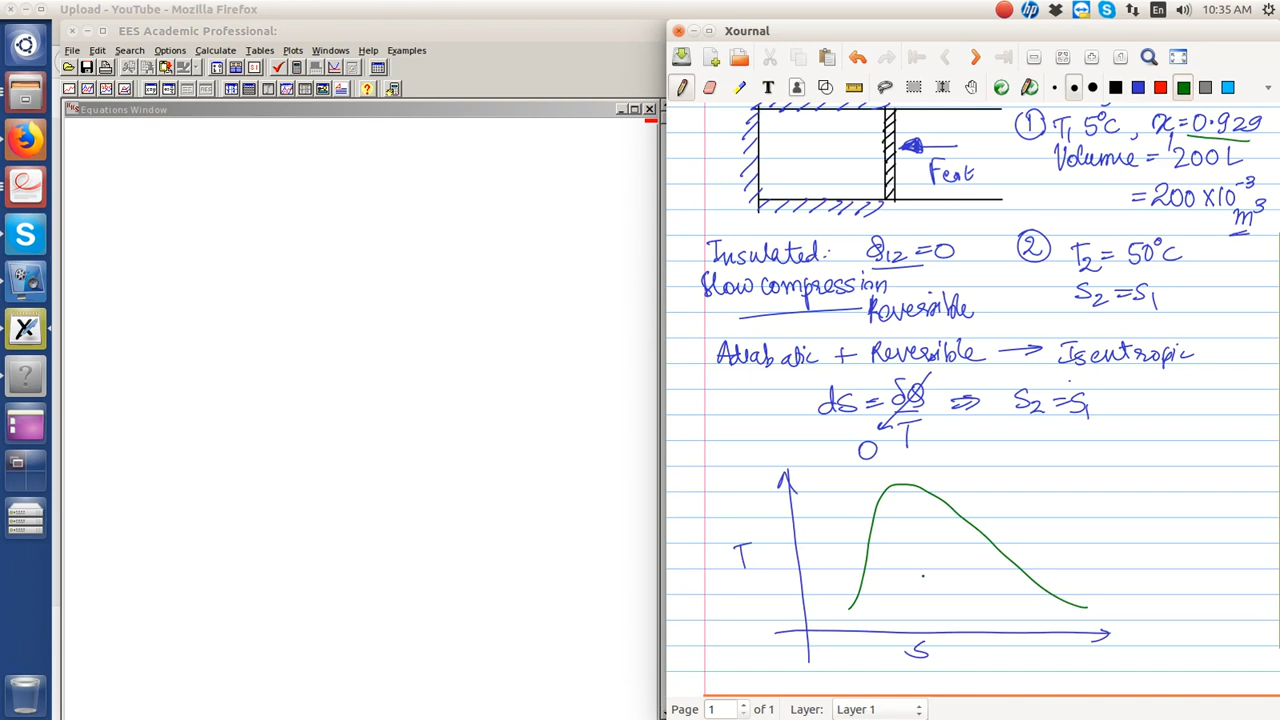 Upload - YouTube - Mozilla Firefox
En
10:35 AM
EES Academic Professional:
File Edit Search Options Calculate Tables Plots Windows Help Examples
Equations Window
Xournal
① T₁ 5°C, x₁ = 0.929
Volume = 200 L
= 200 × 10⁻³ m³
Fext
Insulated: Q₁₂ = 0
② T₂ = 50°C
Slow compression
Reversible
S₂ = S₁
Adiabatic + Reversible → Isentropic
dS = δQ/T ⇒ S₂ = S₁
0
T
S
Page 1 of 1 Layer: Layer 1